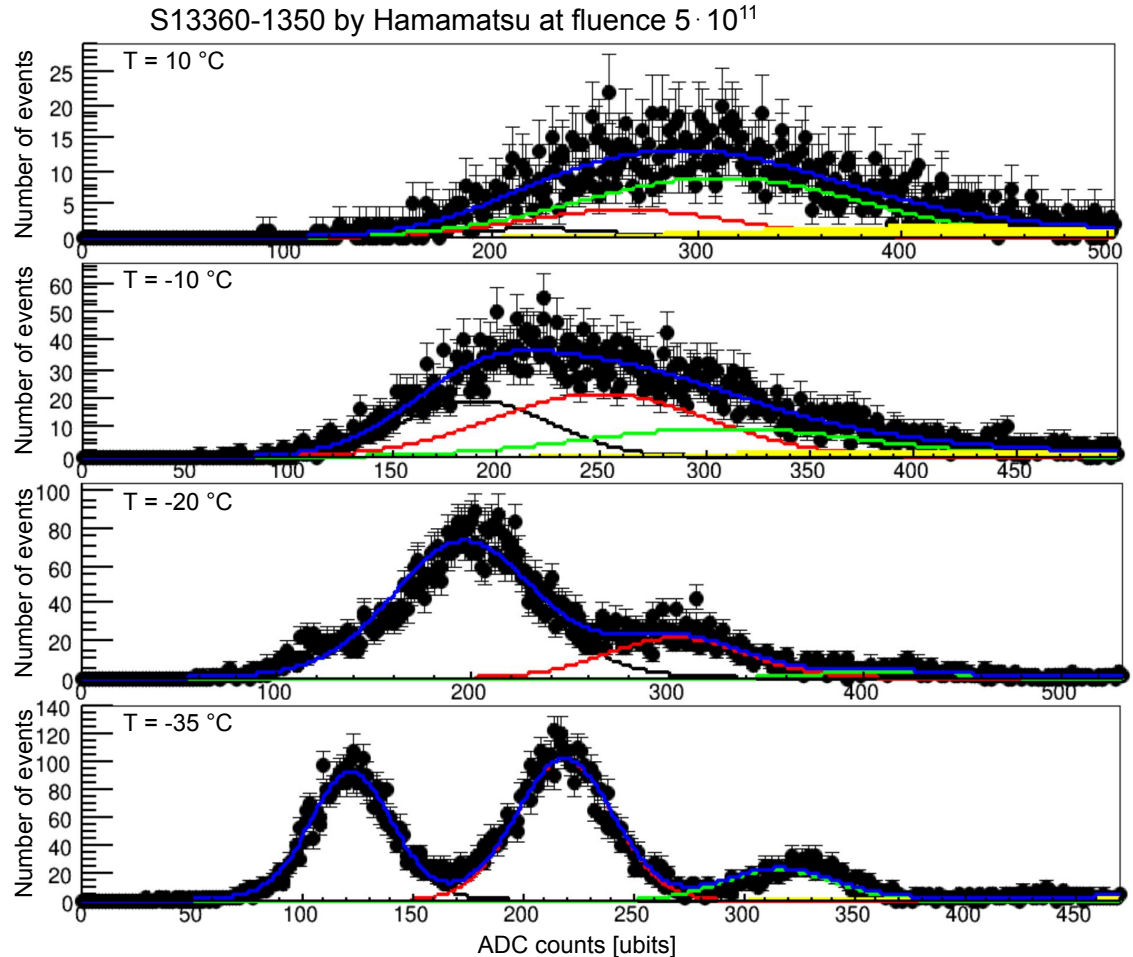 S13360-1350 by Hamamatsu at fluence 5 · 10¹¹
T = 10 °C
Number of events
25
20
15
10
5
0
0 100 200 300 400 500
T = -10 °C
Number of events
60
50
40
30
20
10
0
0 50 100 150 200 250 300 350 400 450
T = -20 °C
Number of events
100
80
60
40
20
0
0 100 200 300 400 500
T = -35 °C
Number of events
140
120
100
80
60
40
20
0
0 50 100 150 200 250 300 350 400 450
ADC counts [ubits]